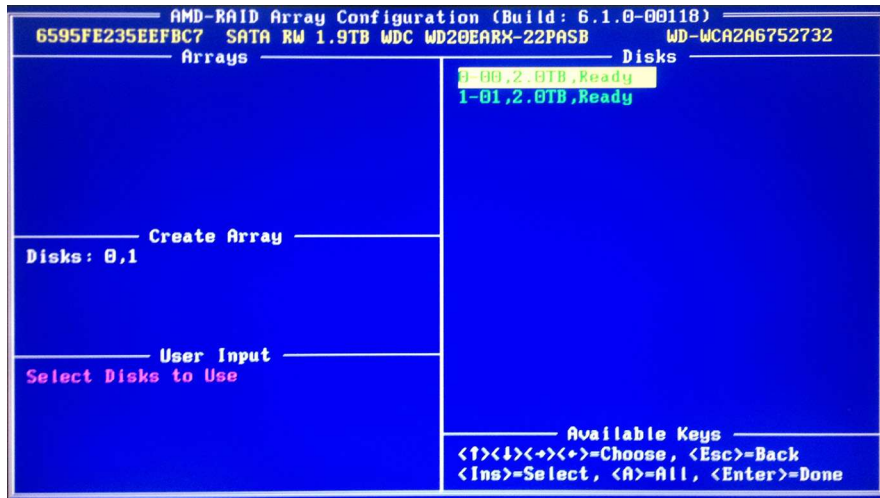 AMD-RAID Array Configuration (Build: 6.1.0-00118)
6595FE235EEFBC7 SATA RW 1.9TB WDC WD20EARX-22PASB WD-WCAZA6752732
Arrays
Disks
0-00,2.0TB,Ready
1-01,2.0TB,Ready
Create Array
Disks: 0,1
User Input
Select Disks to Use
Available Keys
<↑><↓><→><←>=Choose, <Esc>=Back
<Ins>=Select, <A>=All, <Enter>=Done